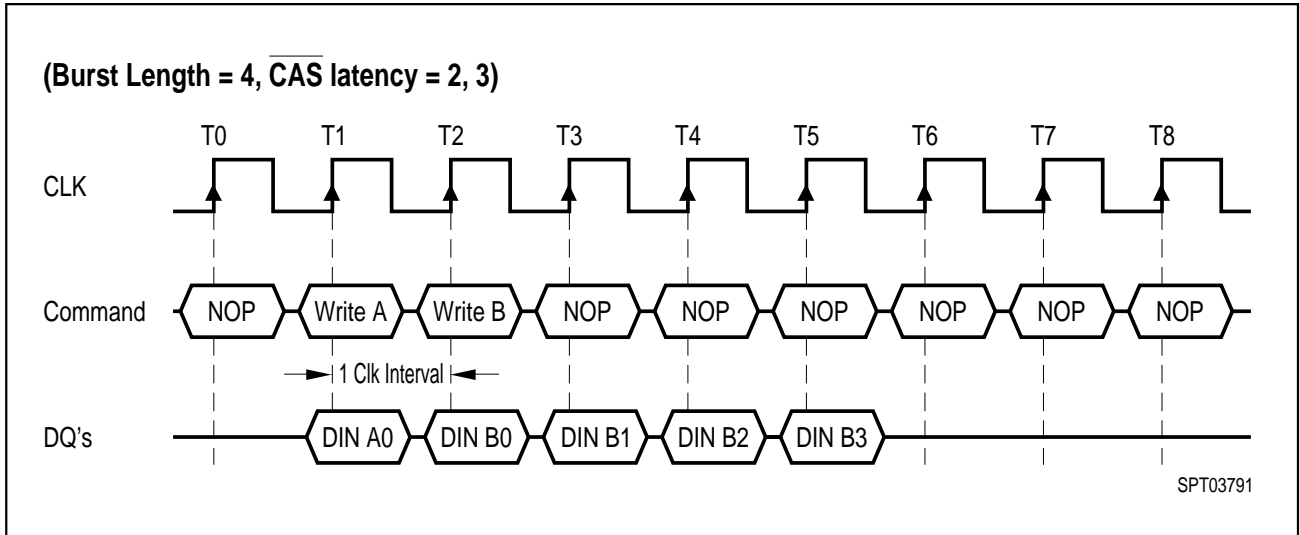 (Burst Length = 4, CAS latency = 2, 3)
T0 T1 T2 T3 T4 T5 T6 T7 T8
CLK
Command NOP Write A Write B NOP NOP NOP NOP NOP NOP
1 Clk Interval
DQ's DIN A0 DIN B0 DIN B1 DIN B2 DIN B3
SPT03791